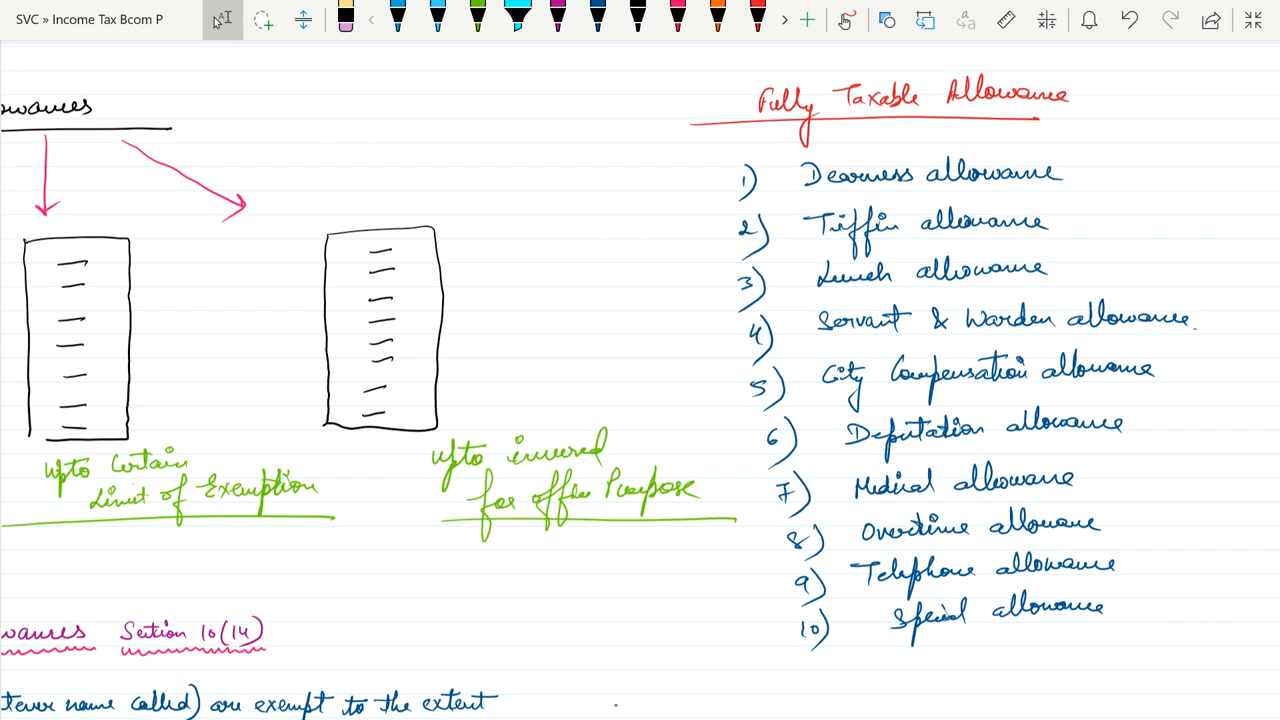 SVC » Income Tax Bcom P
owances
Fully Taxable Allowance
1) Dearness allowance
2) Tiffin allowance
3) Lunch allowance
4) Servant & Warden allowance.
5) City Compensation allowance
6) Deputation allowance
7) Medical allowance
8) Overtime allowance
9) Telephone allowance
10) Special allowance
upto Certain
Limit of Exemption
upto incurred
for office Purpose
wances Section 10(14)
tever name called) are exempt to the extent